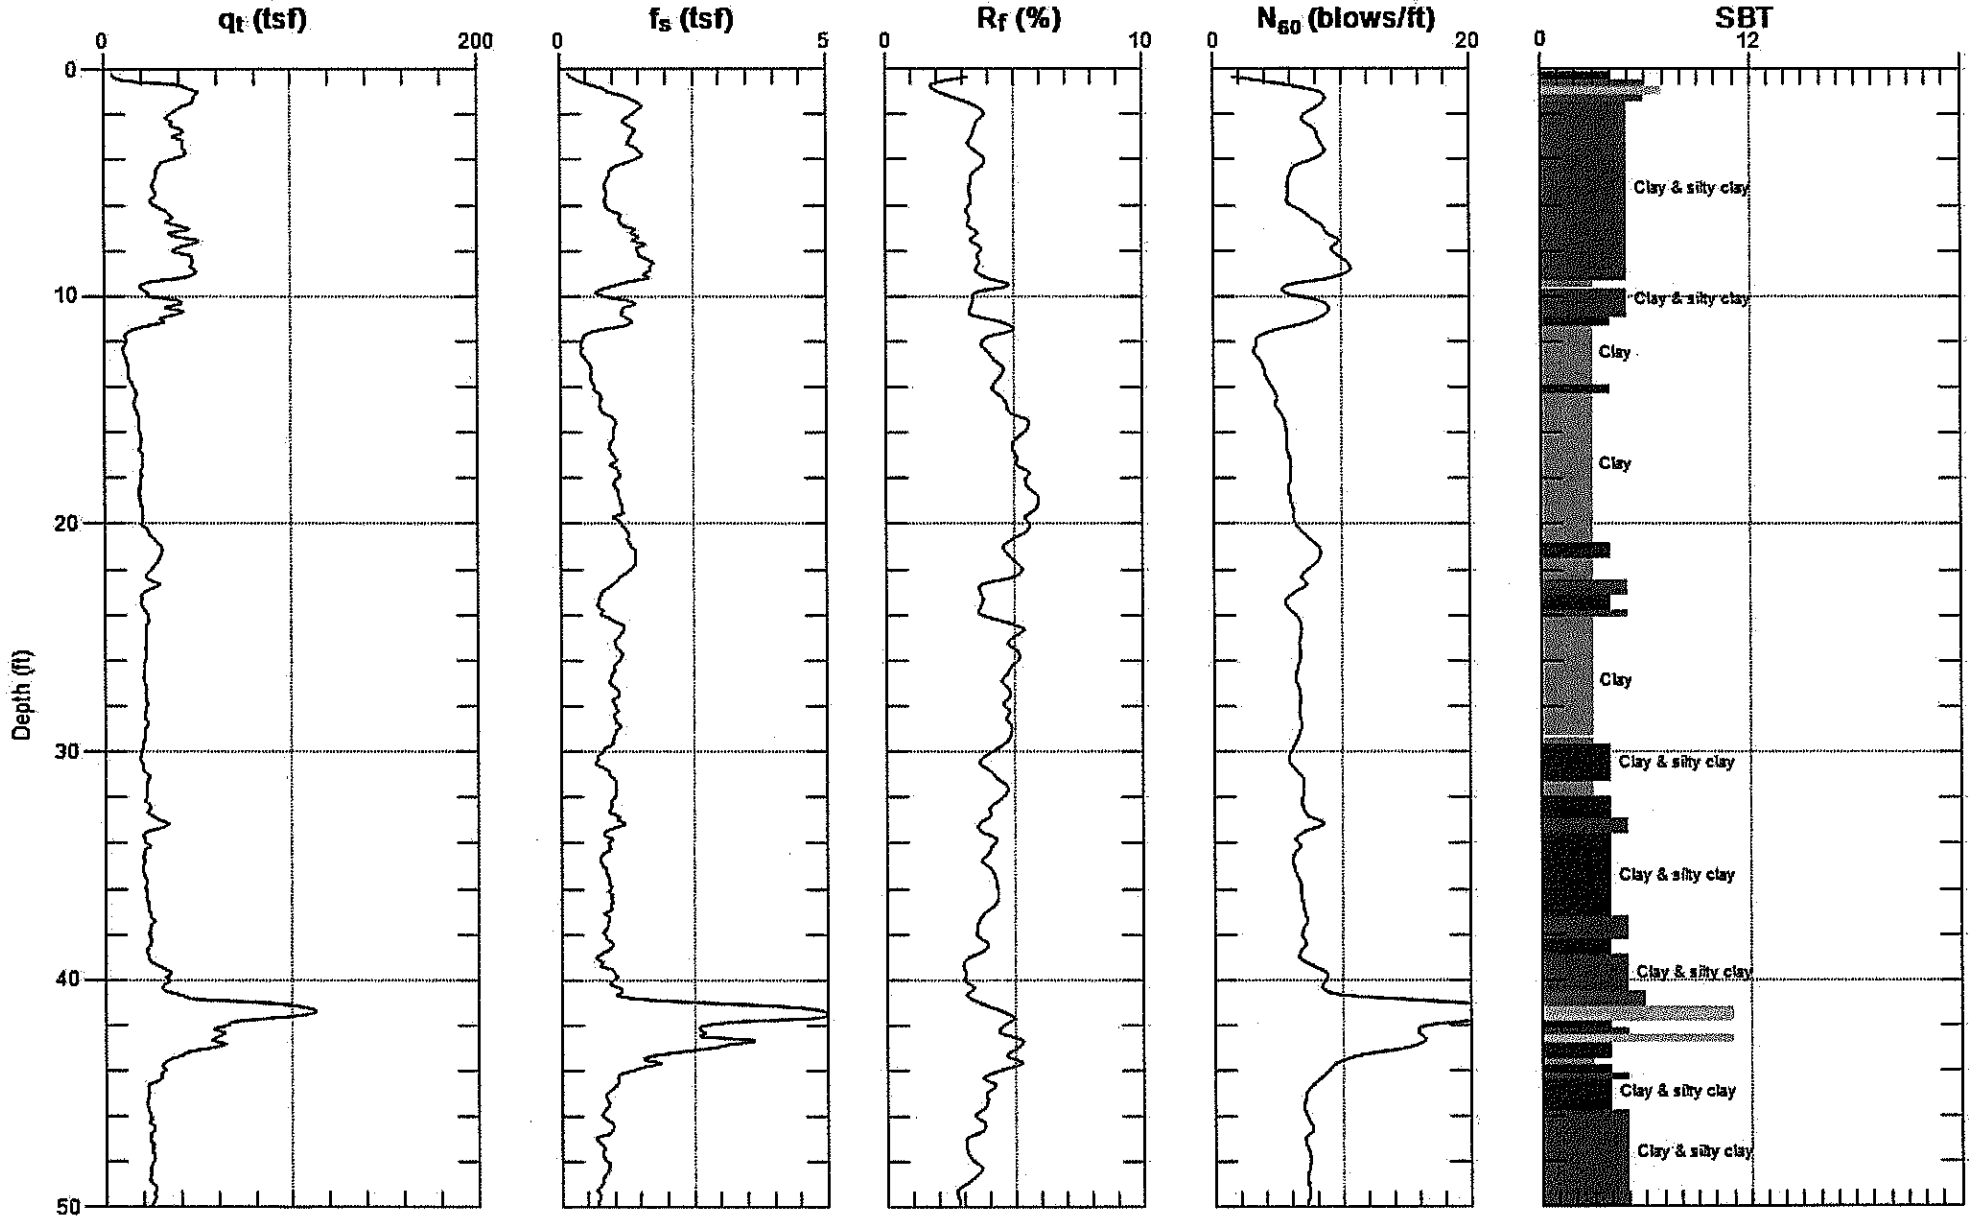 qt (tsf)
fs (tsf)
Rf (%)
N60 (blows/ft)
SBT
0 200
0 5
0 10
0 20
0 12
0
10
20
30
40
50
Depth (ft)
Clay & silty clay
Clay & silty clay
Clay
Clay
Clay
Clay & silty clay
Clay & silty clay
Clay & silty clay
Clay & silty clay
Clay & silty clay